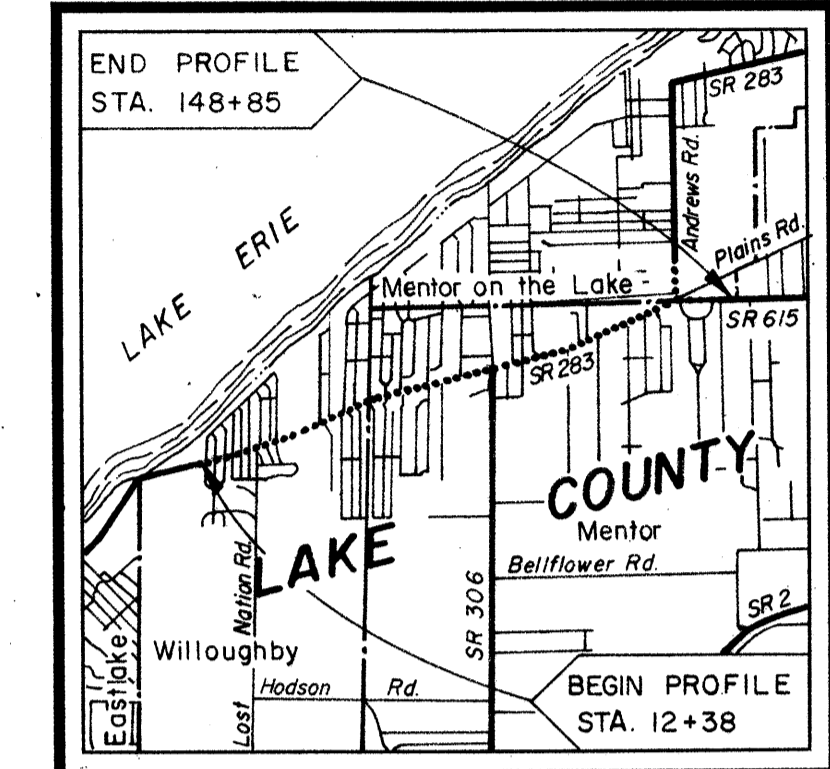 END PROFILE
STA. 148+85
SR 283
Andrews Rd.
Plains Rd.
LAKE ERIE
Mentor on the Lake
SR 615
SR 283
COUNTY
Mentor
LAKE
Bellflower Rd.
Lost Nation Rd.
SR 306
SR 2
Eastlake
Willoughby
Hodson Rd.
BEGIN PROFILE
STA. 12+38